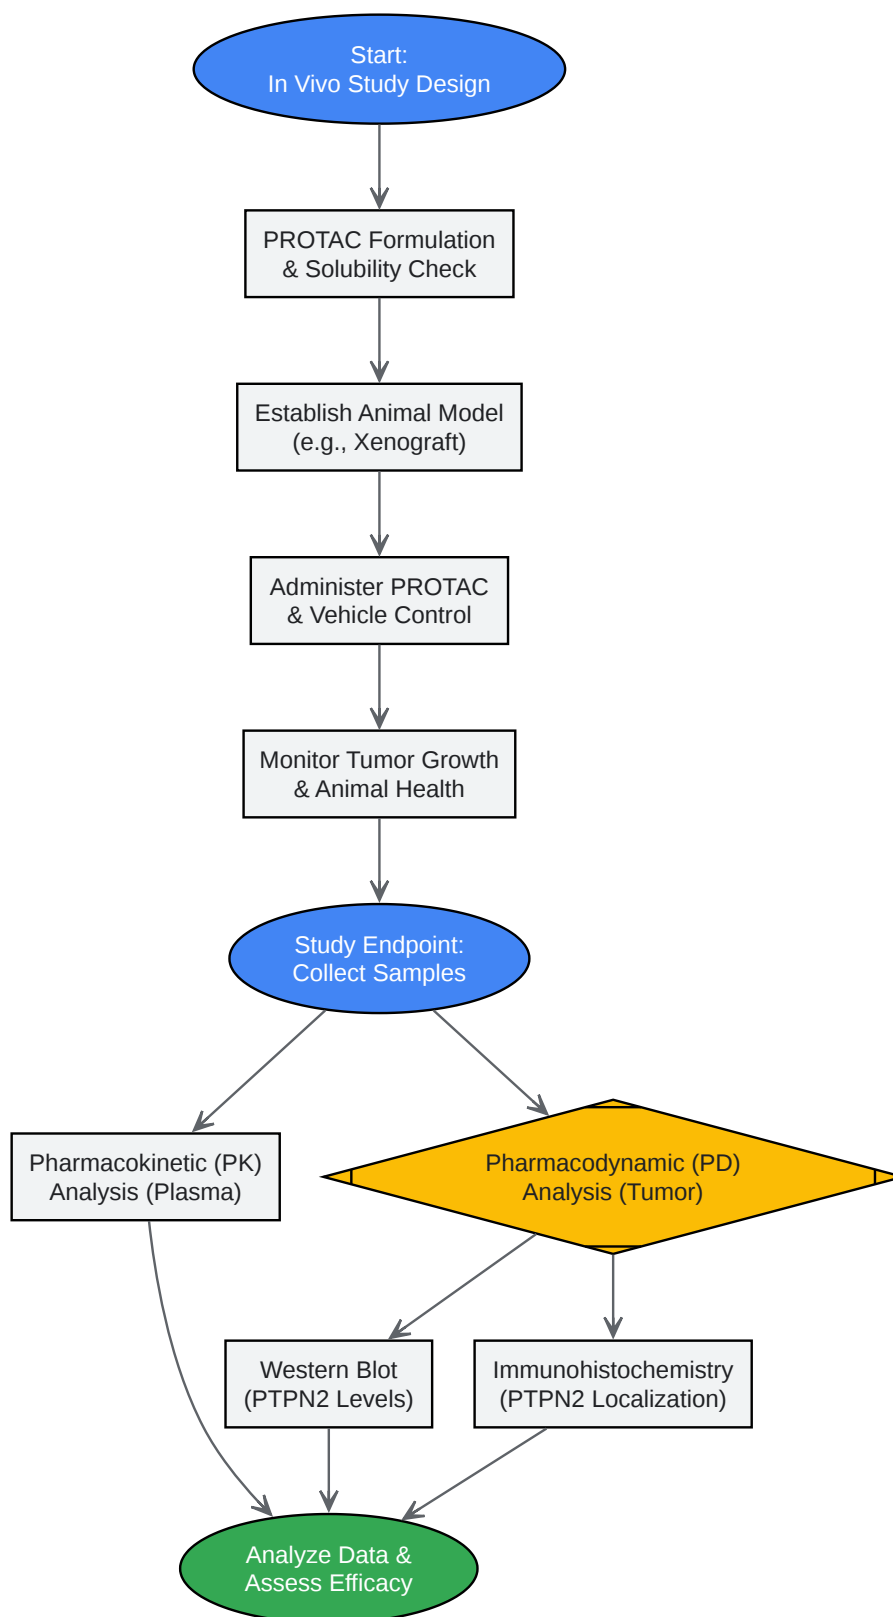 Start:
In Vivo Study Design
PROTAC Formulation
& Solubility Check
Establish Animal Model
(e.g., Xenograft)
Administer PROTAC
& Vehicle Control
Monitor Tumor Growth
& Animal Health
Study Endpoint:
Collect Samples
Pharmacokinetic (PK)
Analysis (Plasma)
Pharmacodynamic (PD)
Analysis (Tumor)
Western Blot
(PTPN2 Levels)
Immunohistochemistry
(PTPN2 Localization)
Analyze Data &
Assess Efficacy